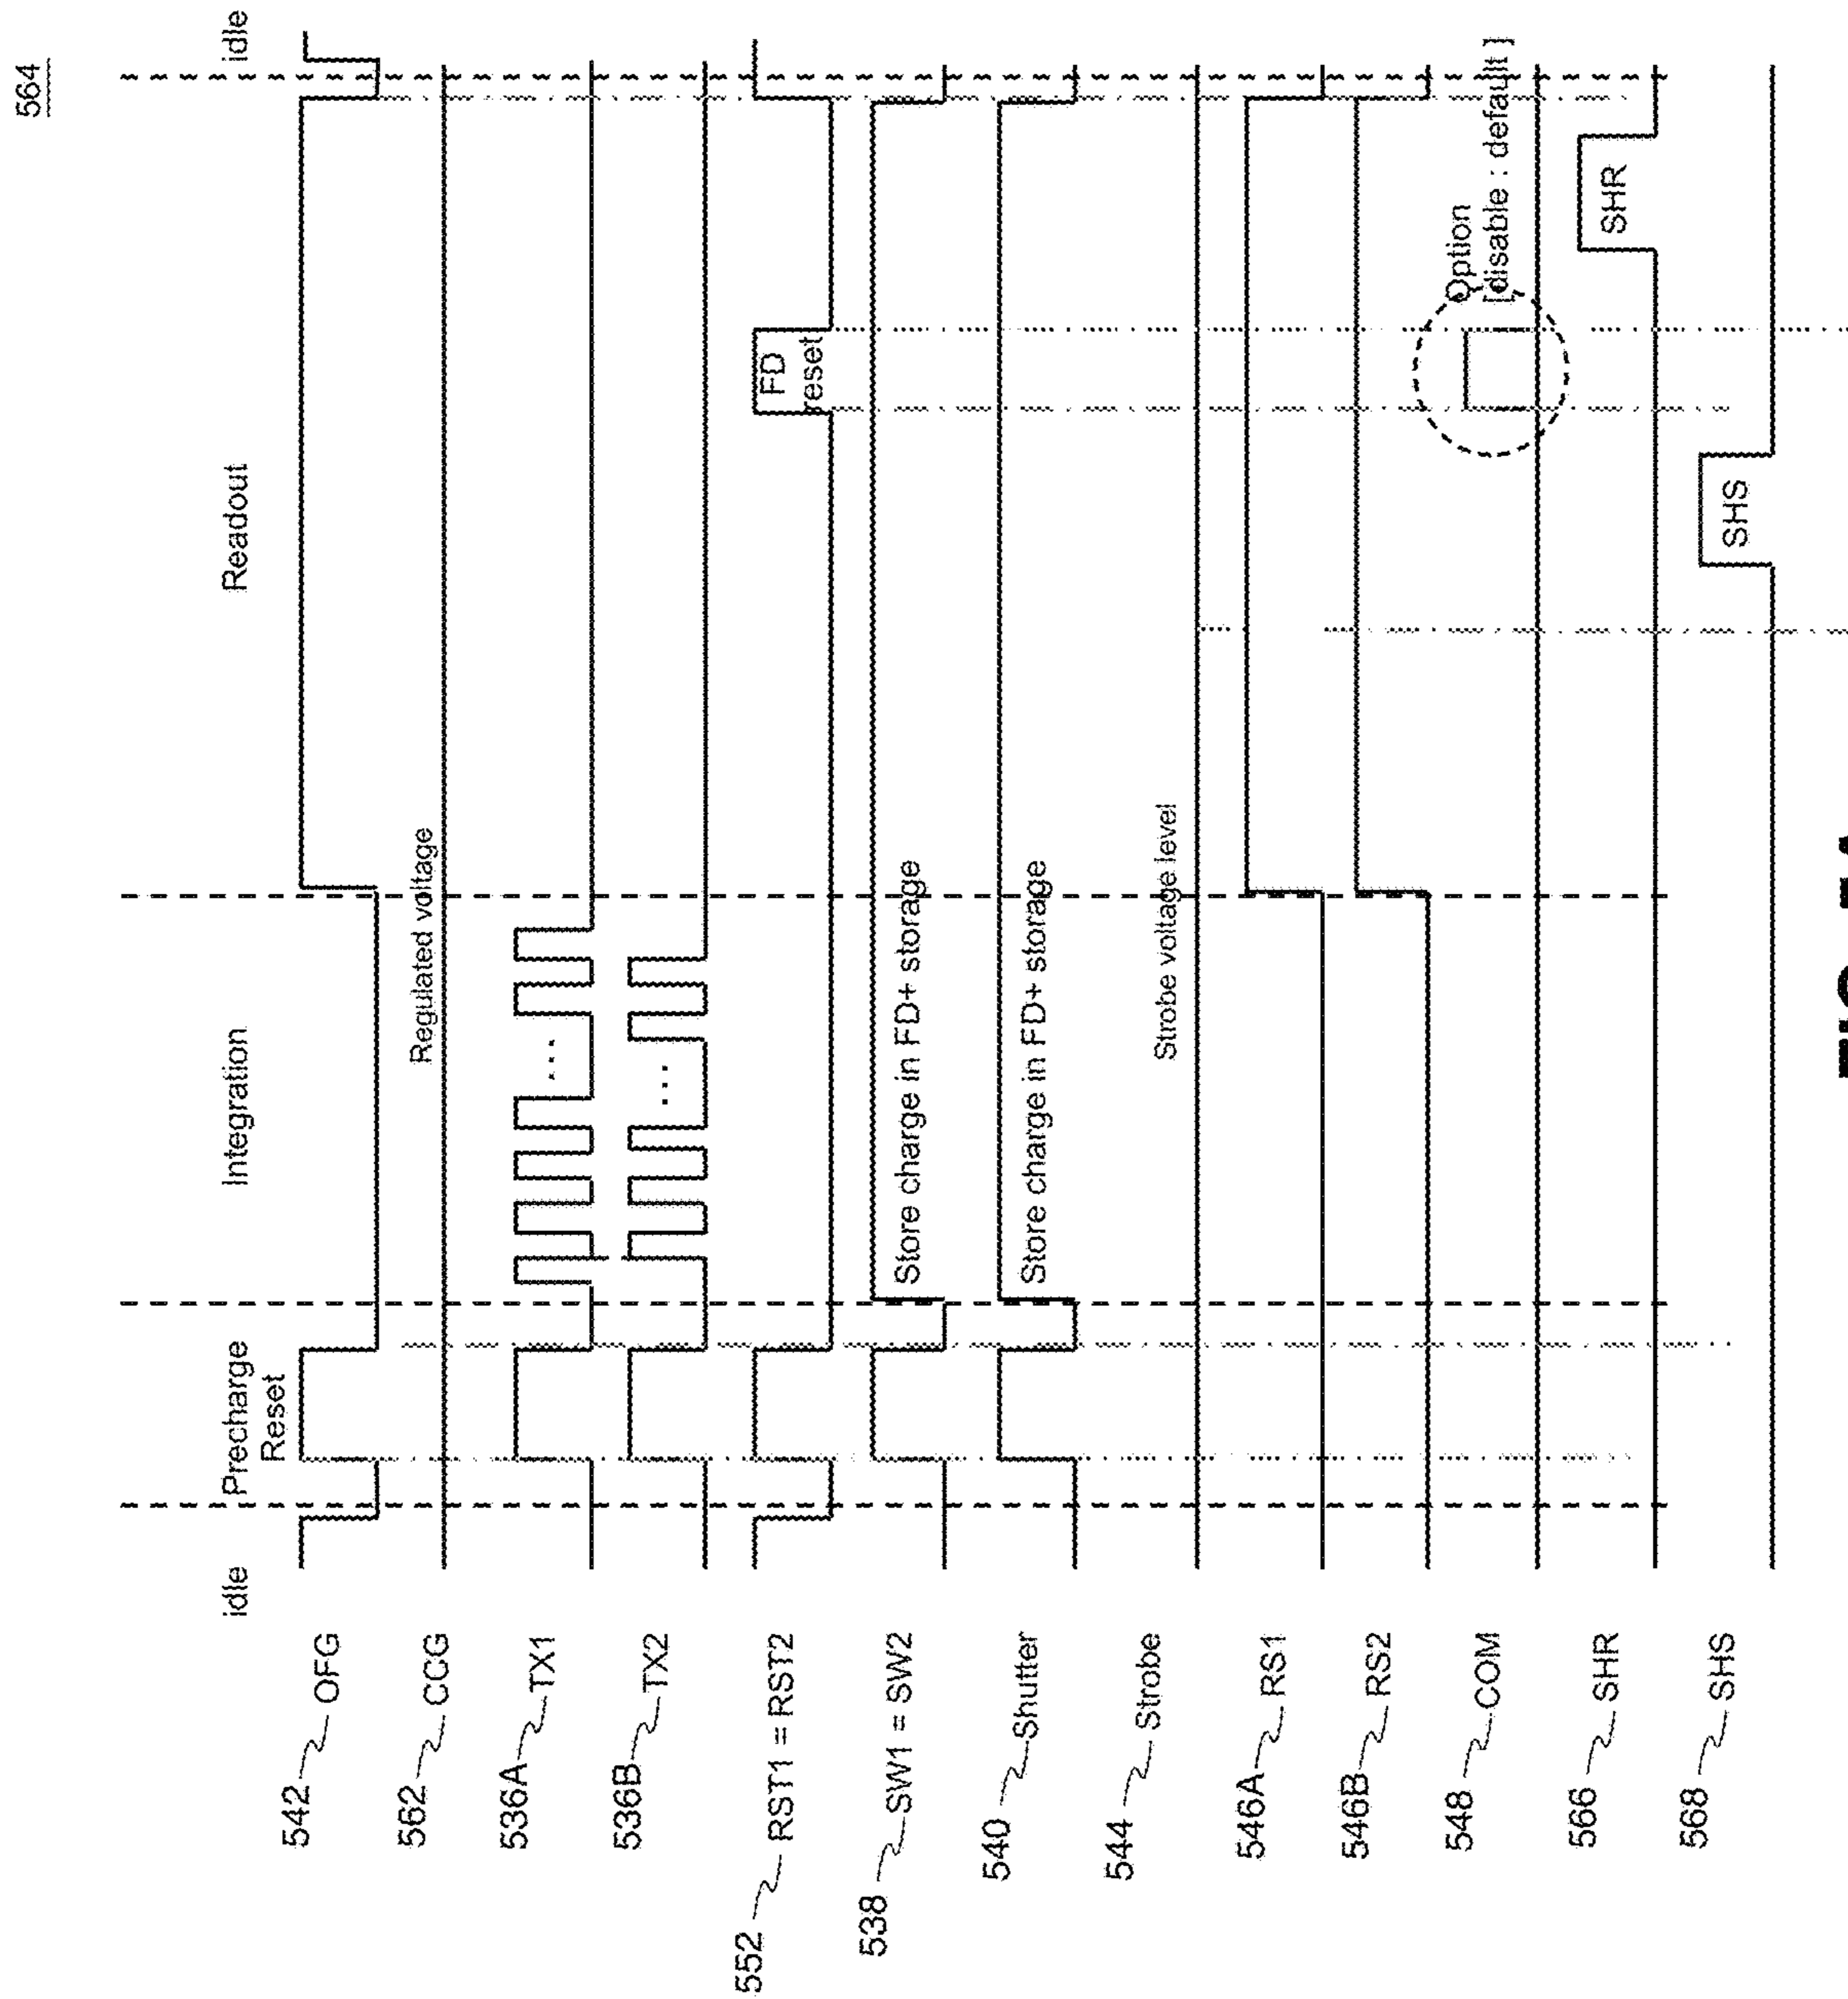 564
idle
Precharge
Reset
Integration
Readout
idle
542 OFG
562 CCG
Regulated voltage
536A TX1
...
536B TX2
...
552 RST1 = RST2
FD
reset
538 SW1 = SW2
Store charge in FD+ storage
540 Shutter
Store charge in FD+ storage
544 Strobe
Strobe voltage level
546A RS1
546B RS2
548 COM
Option
[disable : default ]
566 SHR
SHR
568 SHS
SHS